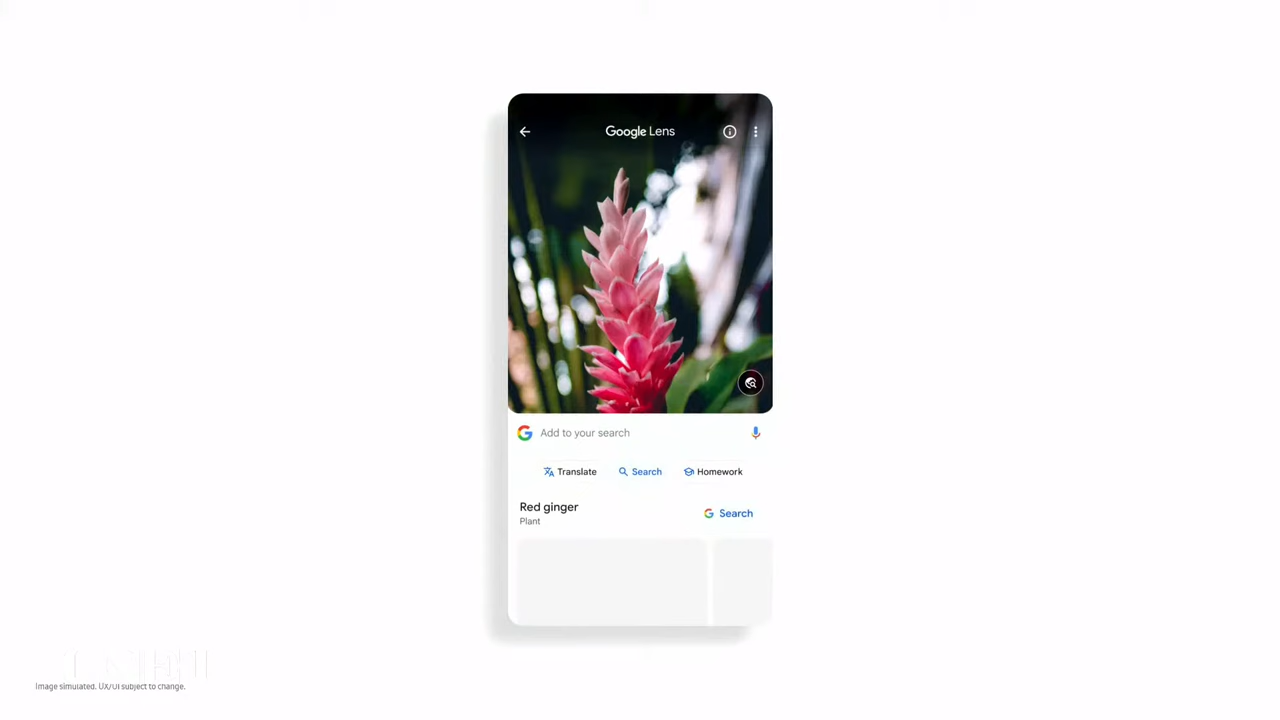 Google Lens
Add to your search
Translate Search Homework
Red ginger
Plant
Search
Image simulated. UX/UI subject to change.